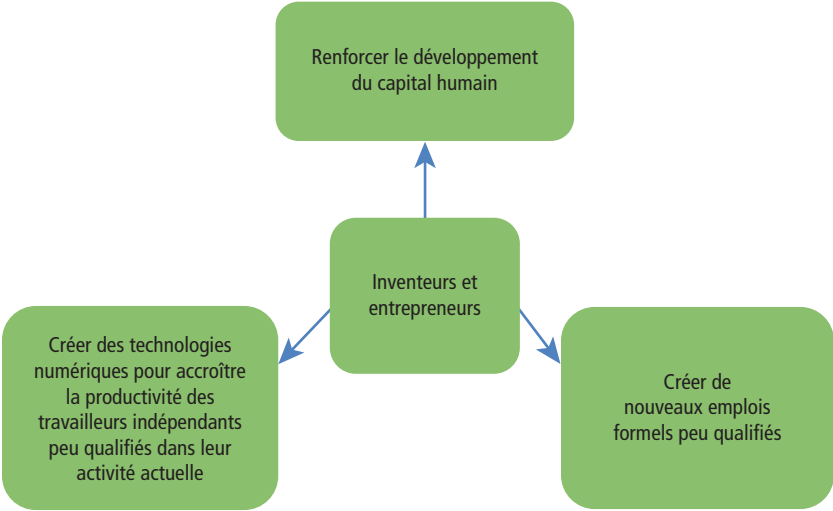 Renforcer le développement
du capital humain
Inventeurs et
entrepreneurs
Créer des technologies
numériques pour accroître
la productivité des
travailleurs indépendants
peu qualifiés dans leur
activité actuelle
Créer de
nouveaux emplois
formels peu qualifiés